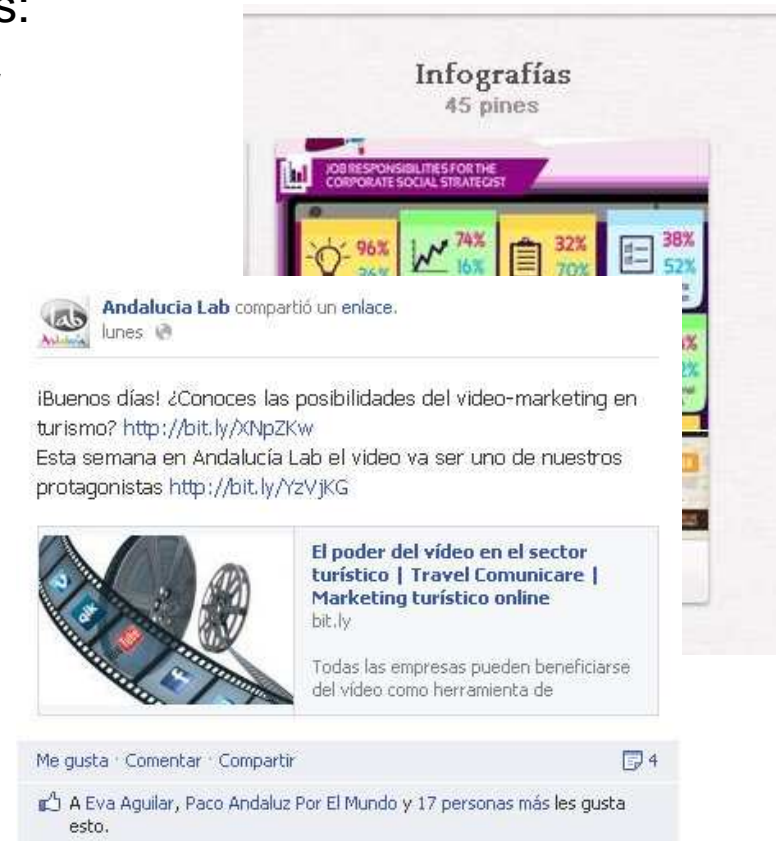 s:
Infografías
45 pines
JOB RESPONSIBILITIES FOR THE
CORPORATE SOCIAL STRATEGIST
96% 74% 32% 38%
16% 70% 52%
Andalucia Lab compartió un enlace.
lunes
¡Buenos días! ¿Conoces las posibilidades del video-marketing en
turismo? http://bit.ly/XNpZKw
Esta semana en Andalucía Lab el video va ser uno de nuestros
protagonistas http://bit.ly/YzVjKG
El poder del vídeo en el sector
turístico | Travel Comunicare |
Marketing turístico online
bit.ly
Todas las empresas pueden beneficiarse
del vídeo como herramienta de
Me gusta · Comentar · Compartir 4
A Eva Aguilar, Paco Andaluz Por El Mundo y 17 personas más les gusta
esto.